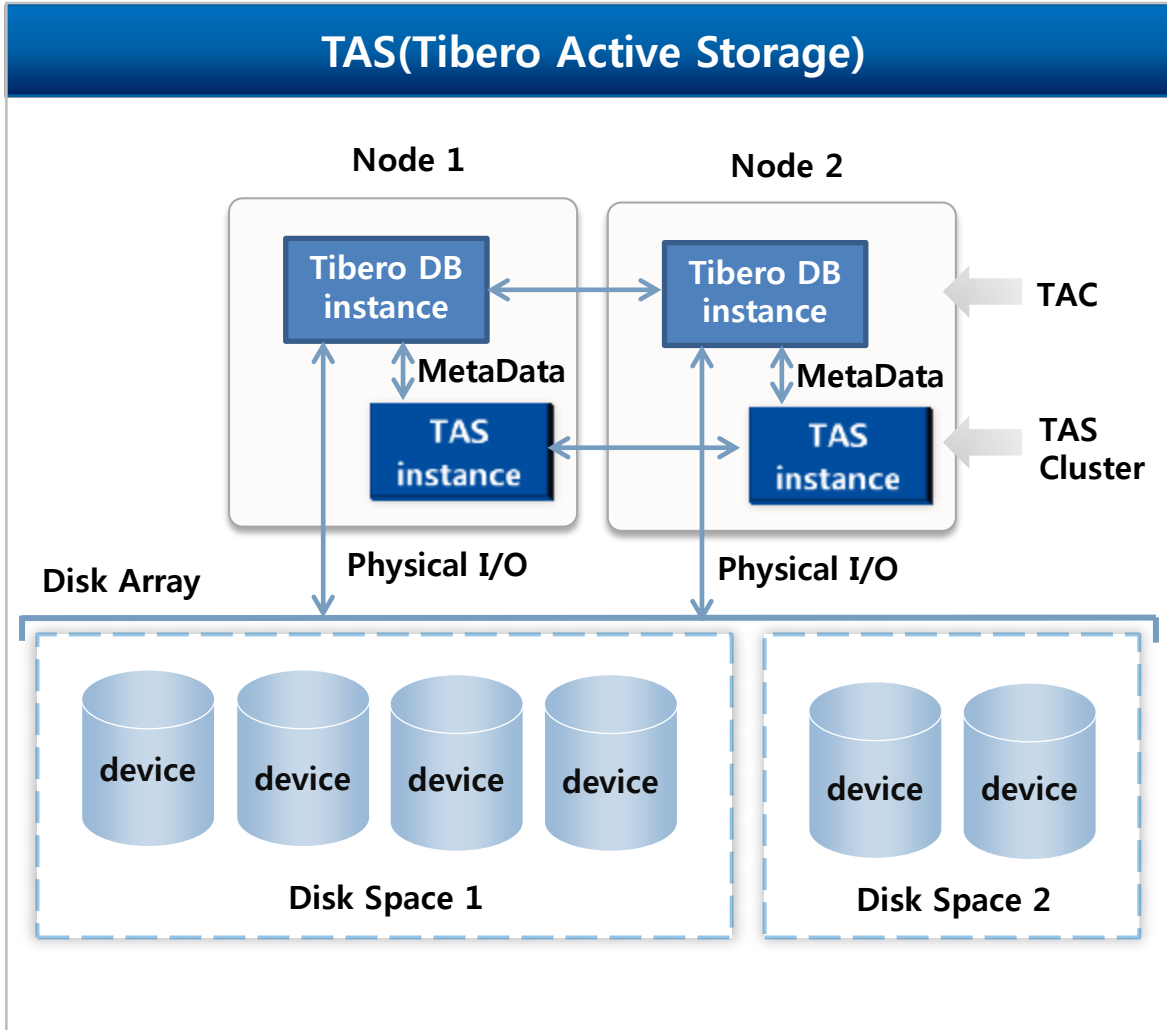 TAS(Tibero Active Storage)
Node 1
Node 2
Tibero DB
instance
Tibero DB
instance
TAC
MetaData
MetaData
TAS
instance
TAS
instance
TAS
Cluster
Physical I/O
Physical I/O
Disk Array
device
device
device
device
device
device
Disk Space 1
Disk Space 2